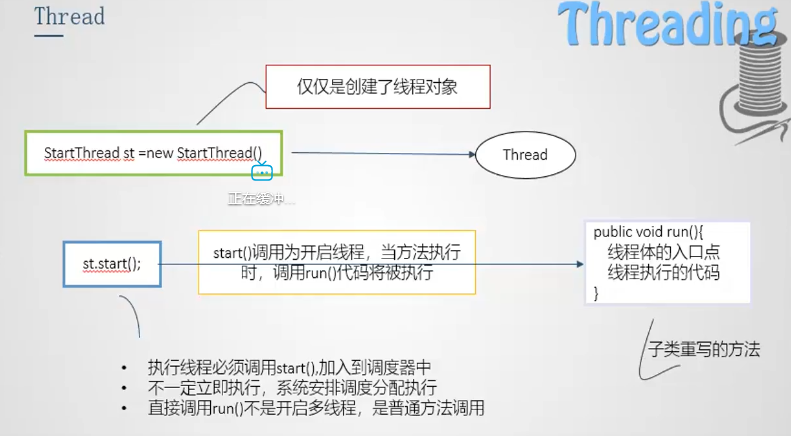 Thread
Threading
仅仅是创建了线程对象
StartThread st =new StartThread()
Thread
正在缓冲...
st.start();
start()调用为开启线程，当方法执行
时，调用run()代码将被执行
public void run(){
线程体的入口点
线程执行的代码
}
子类重写的方法
• 执行线程必须调用start(),加入到调度器中
• 不一定立即执行，系统安排调度分配执行
• 直接调用run()不是开启多线程，是普通方法调用